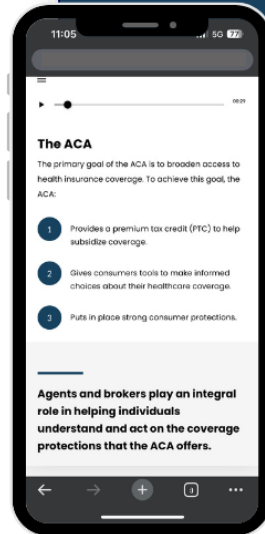 11:05
5G 77
00:29
The ACA
The primary goal of the ACA is to broaden access to
health insurance coverage. To achieve this goal, the
ACA:
1 Provides a premium tax credit (PTC) to help
subsidize coverage.
2 Gives consumers tools to make informed
choices about their healthcare coverage.
3 Puts in place strong consumer protections.
Agents and brokers play an integral
role in helping individuals
understand and act on the coverage
protections that the ACA offers.